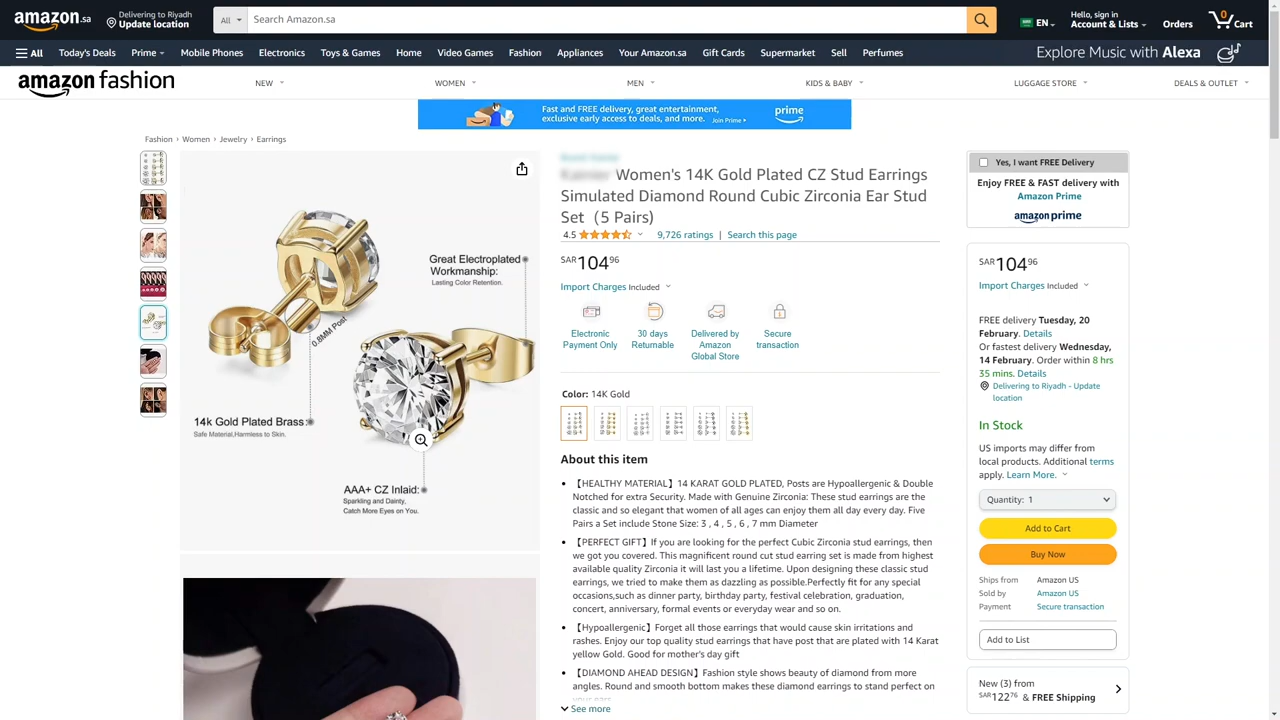 amazon
Delivering to Riyadh
Update location
All
Search Amazon.sa
EN
Hello, sign in
Account & Lists
Orders
0
Cart
All
Today's Deals
Prime
Mobile Phones
Electronics
Toys & Games
Home
Video Games
Fashion
Appliances
Your Amazon.sa
Gift Cards
Supermarket
Sell
Perfumes
Explore Music with Alexa
amazon fashion
NEW
WOMEN
MEN
KIDS & BABY
LUGGAGE STORE
DEALS & OUTLET
Fast and FREE delivery, great entertainment,
exclusive early access to deals, and more. Join Prime
prime
Fashion › Women › Jewelry › Earrings
Great Electroplated
Workmanship:
Lasting Color Retention.
0.8MM Post
14k Gold Plated Brass:
Safe Material,Harmless to Skin.
AAA+ CZ Inlaid:
Sparkling and Dainty,
Catch More Eyes on You.
Women's 14K Gold Plated CZ Stud Earrings
Simulated Diamond Round Cubic Zirconia Ear Stud
Set（5 Pairs)
4.5
9,726 ratings | Search this page
SAR 104 96
Import Charges Included
Electronic
Payment Only
30 days
Returnable
Delivered by
Amazon
Global Store
Secure
transaction
Color: 14K Gold
About this item
• 【HEALTHY MATERIAL】14 KARAT GOLD PLATED, Posts are Hypoallergenic & Double
Notched for extra Security. Made with Genuine Zirconia: These stud earrings are the
classic and so elegant that women of all ages can enjoy them all day every day. Five
Pairs a Set include Stone Size: 3 , 4 , 5 , 6 , 7 mm Diameter
• 【PERFECT GIFT】If you are looking for the perfect Cubic Zirconia stud earrings, then
we got you covered. This magnificent round cut stud earring set is made from highest
available quality Zirconia it will last you a lifetime. Upon designing these classic stud
earrings, we tried to make them as dazzling as possible.Perfectly fit for any special
occasions,such as dinner party, birthday party, festival celebration, graduation,
concert, anniversary, formal events or everyday wear and so on.
• 【Hypoallergenic】Forget all those earrings that would cause skin irritations and
rashes. Enjoy our top quality stud earrings that have post that are plated with 14 Karat
yellow Gold. Good for mother's day gift
• 【DIAMOND AHEAD DESIGN】Fashion style shows beauty of diamond from more
angles. Round and smooth bottom makes these diamond earrings to stand perfect on
your ears
See more
Yes, I want FREE Delivery
Enjoy FREE & FAST delivery with
Amazon Prime
amazon prime
SAR 104 96
Import Charges Included
FREE delivery Tuesday, 20
February. Details
Or fastest delivery Wednesday,
14 February. Order within 8 hrs
35 mins. Details
Delivering to Riyadh - Update
location
In Stock
US imports may differ from
local products. Additional terms
apply. Learn More.
Quantity: 1
Add to Cart
Buy Now
Ships from Amazon US
Sold by Amazon US
Payment Secure transaction
Add to List
New (3) from
SAR 122 76 & FREE Shipping